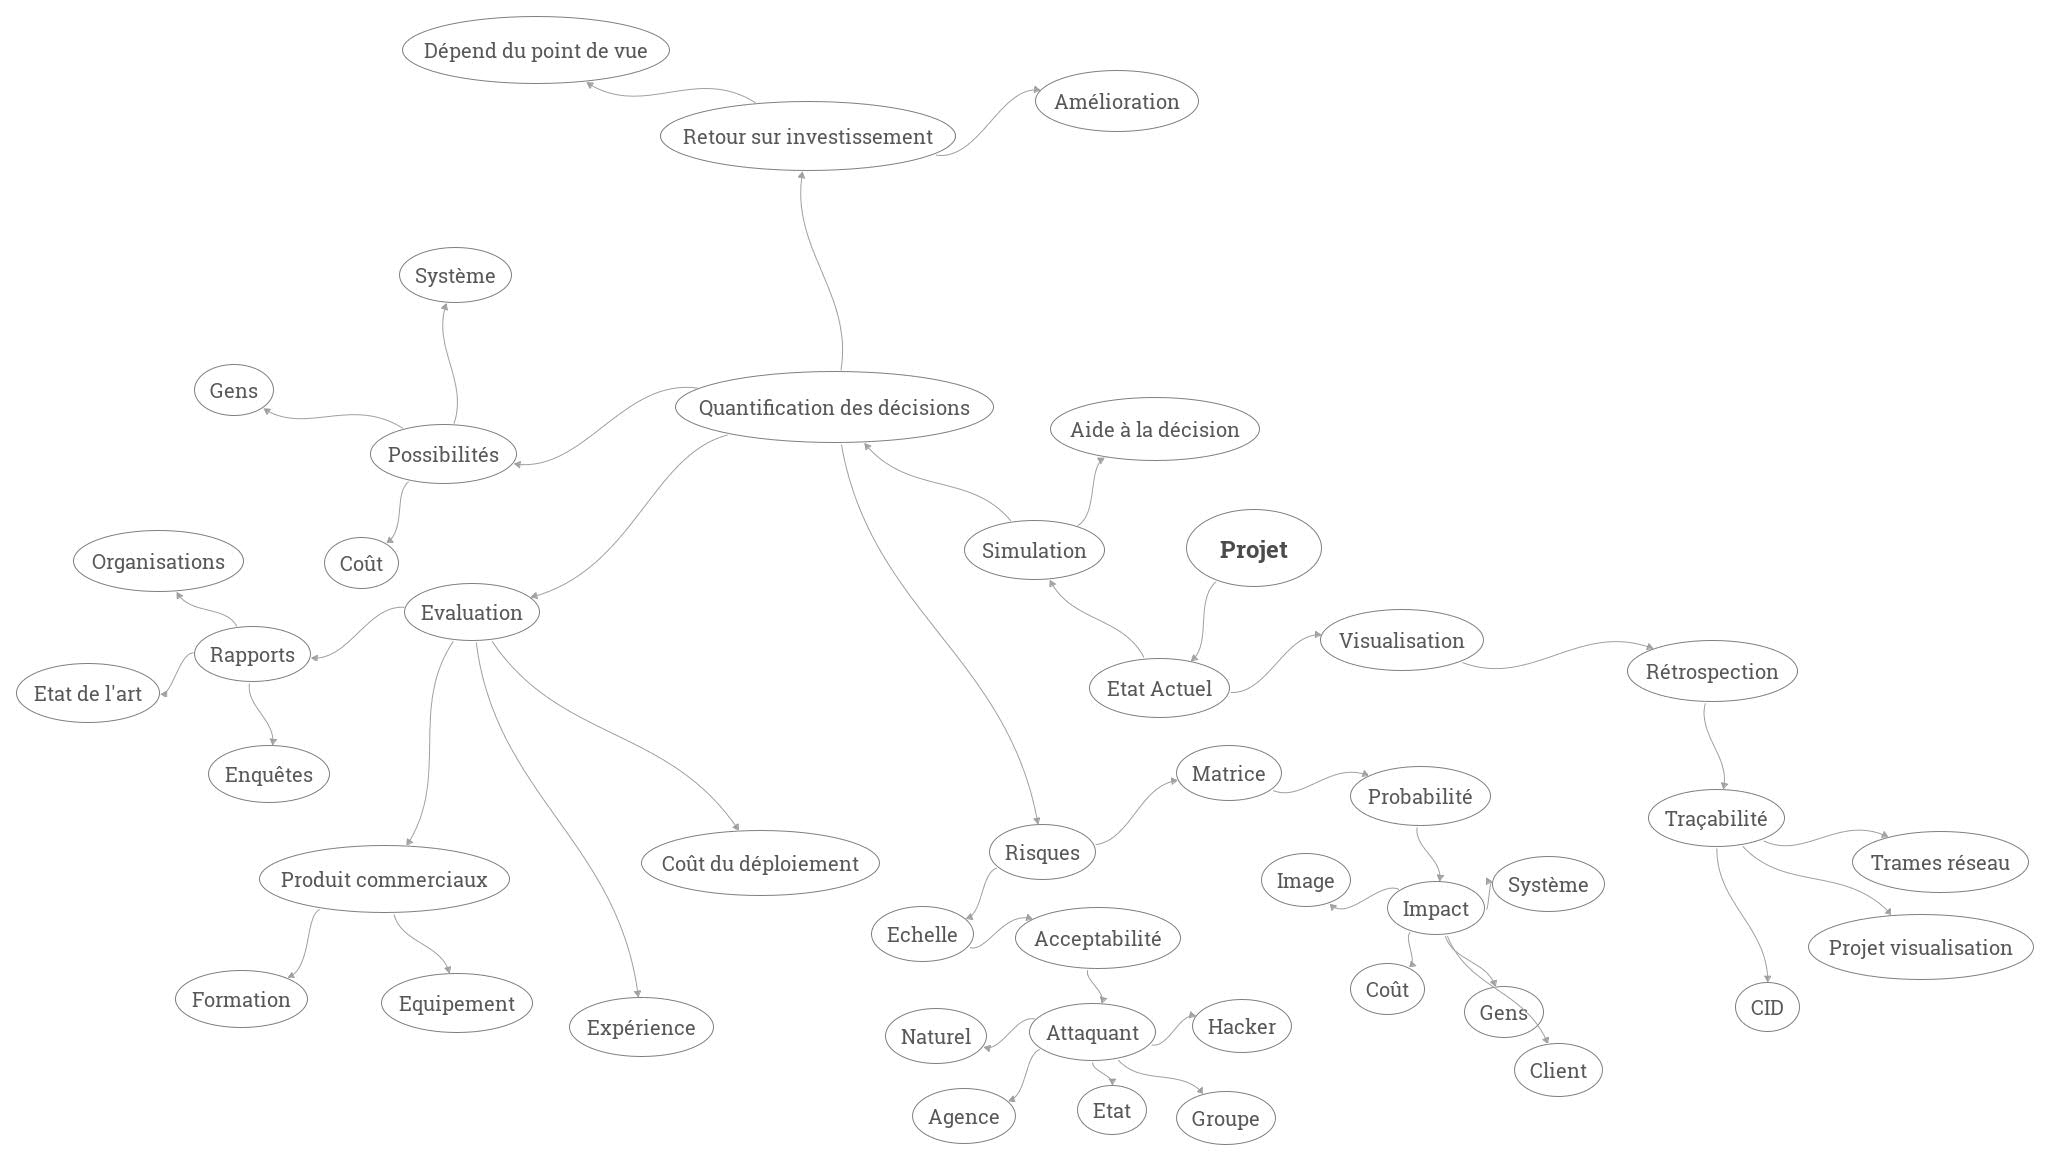 Dépend du point de vue
Amélioration
Retour sur investissement
Système
Gens
Quantification des décisions
Aide à la décision
Possibilités
Simulation
Projet
Organisations
Coût
Evaluation
Visualisation
Rapports
Rétrospection
Etat de l'art
Etat Actuel
Enquêtes
Matrice
Probabilité
Traçabilité
Risques
Coût du déploiement
Trames réseau
Produit commerciaux
Image
Système
Impact
Echelle
Acceptabilité
Projet visualisation
Coût
Formation
Equipement
CID
Gens
Expérience
Naturel
Attaquant
Hacker
Client
Agence
Etat
Groupe